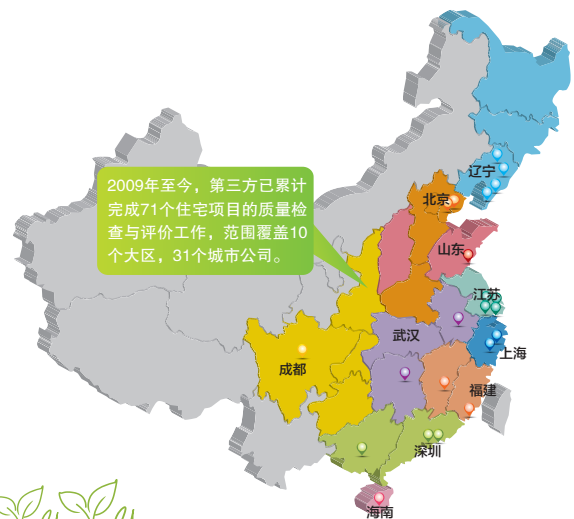 2009年至今，第三方已累计
完成71个住宅项目的质量检
查与评价工作，范围覆盖10
个大区，31个城市公司。
辽宁
北京
山东
江苏
武汉
上海
成都
福建
深圳
海南